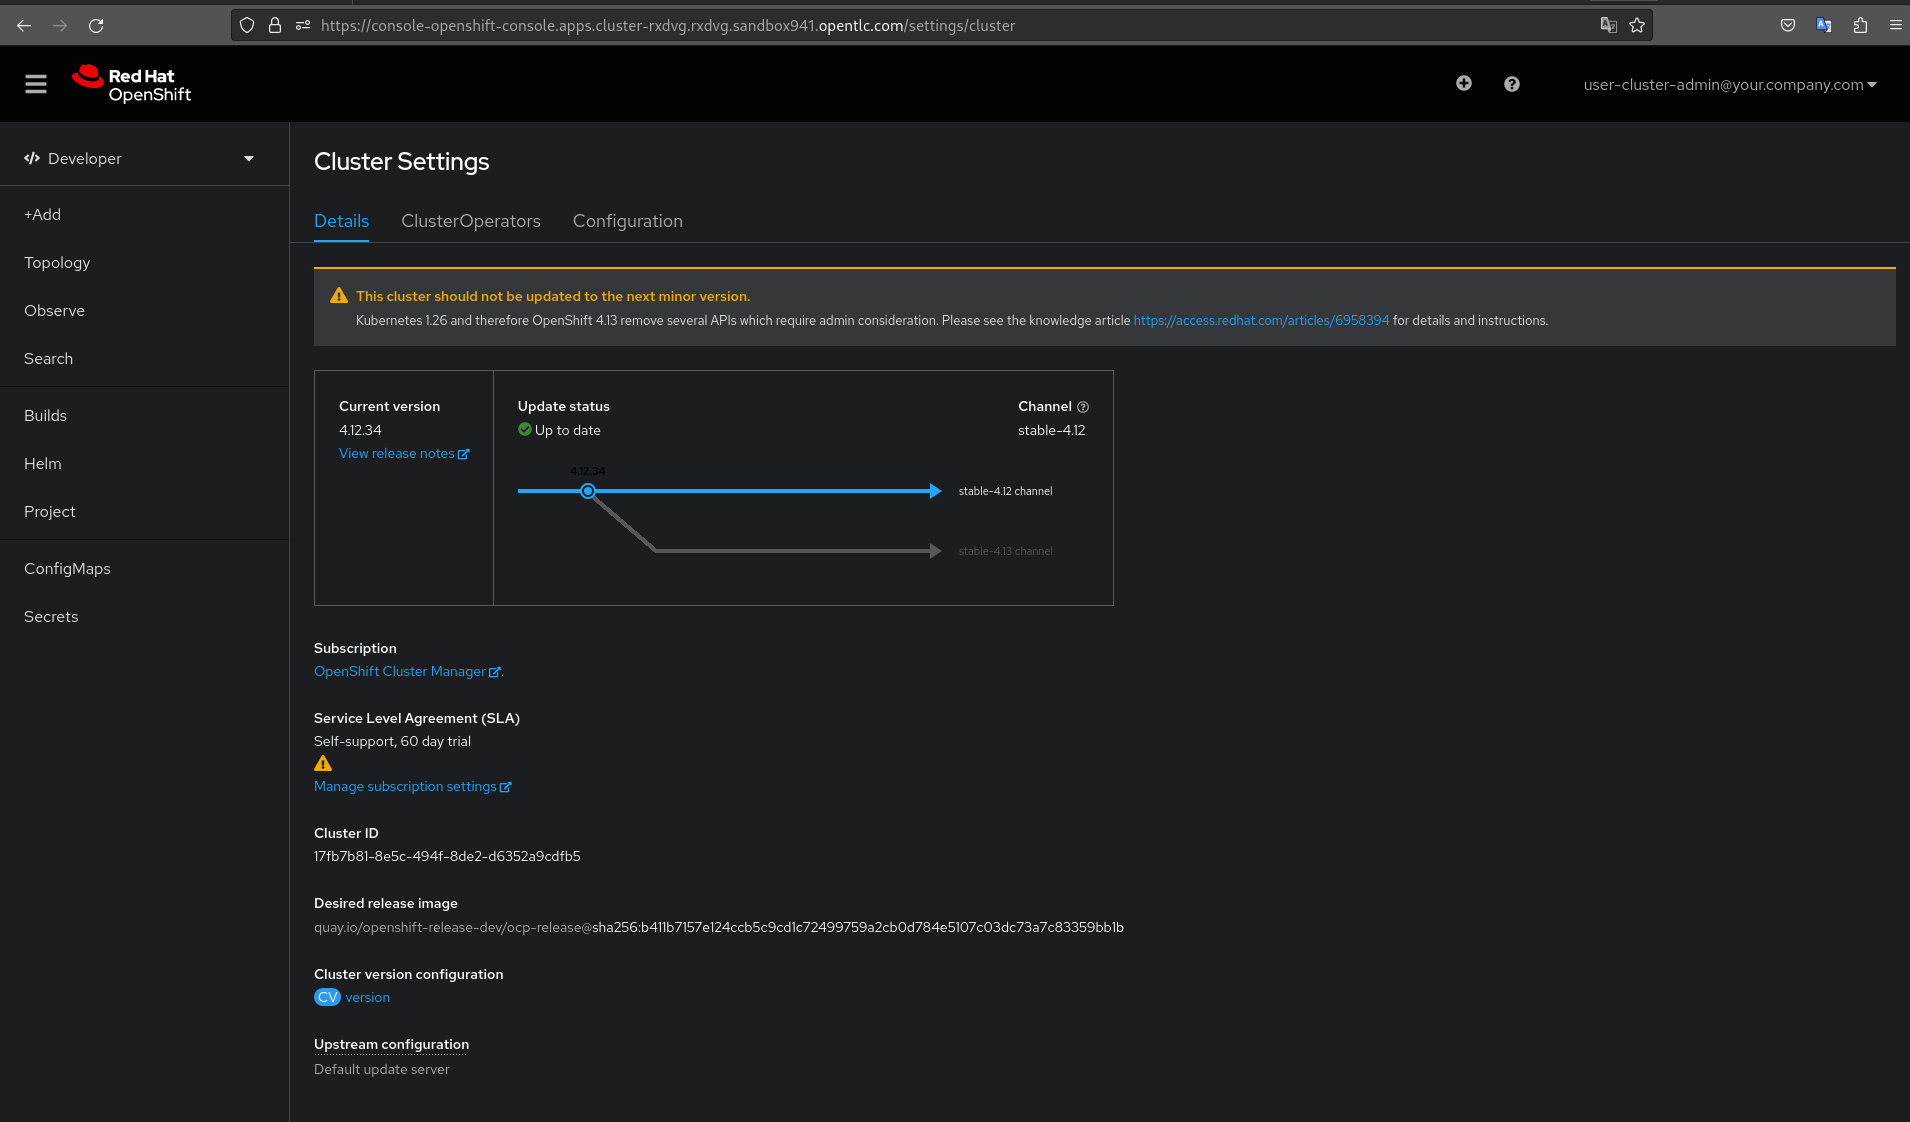 https://console-openshift-console.apps.cluster-rxdvg.rxdvg.sandbox941.opentlc.com/settings/cluster
Red Hat
OpenShift
user-cluster-admin@your.company.com
Developer
+Add
Topology
Observe
Search
Builds
Helm
Project
ConfigMaps
Secrets
Cluster Settings
Details ClusterOperators Configuration
This cluster should not be updated to the next minor version.
Kubernetes 1.26 and therefore OpenShift 4.13 remove several APIs which require admin consideration. Please see the knowledge article https://access.redhat.com/articles/6958394 for details and instructions.
Current version
4.12.34
View release notes
Update status
Up to date
Channel
stable-4.12
4.12.34
stable-4.12 channel
stable-4.13 channel
Subscription
OpenShift Cluster Manager.
Service Level Agreement (SLA)
Self-support, 60 day trial
Manage subscription settings
Cluster ID
17fb7b81-8e5c-494f-8de2-d6352a9cdfb5
Desired release image
quay.io/openshift-release-dev/ocp-release@sha256:b411b7157e124ccb5c9cd1c72499759a2cb0d784e5107c03dc73a7c83359bb1b
Cluster version configuration
CV version
Upstream configuration
Default update server